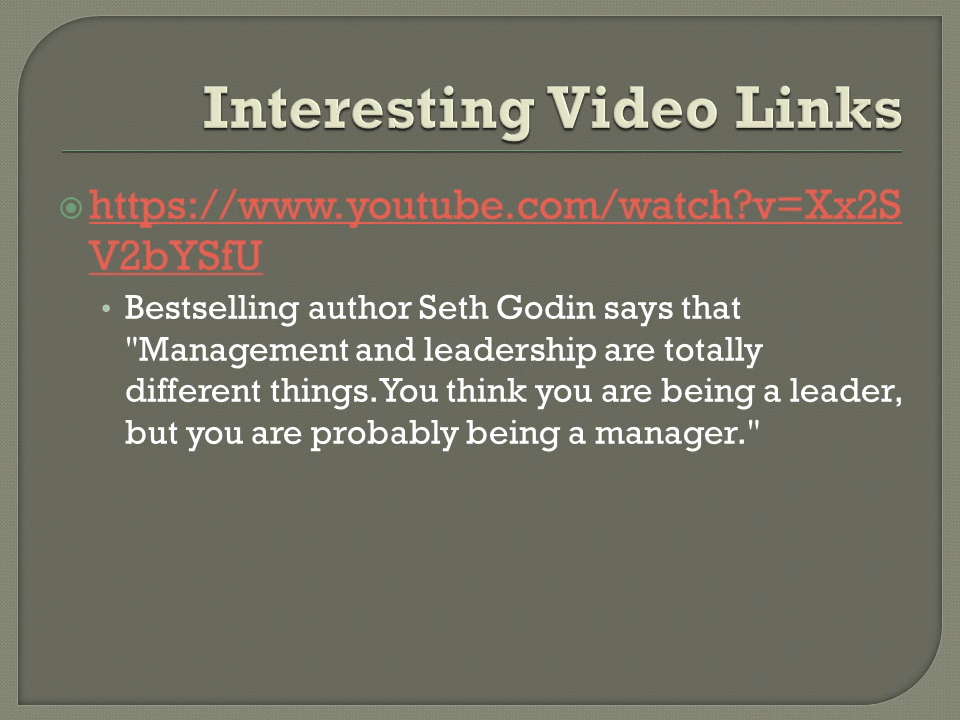 Interesting Video Links
https://www.youtube.com/watch?v=Xx2S
V2bYSfU
• Bestselling author Seth Godin says that
"Management and leadership are totally
different things. You think you are being a leader,
but you are probably being a manager."